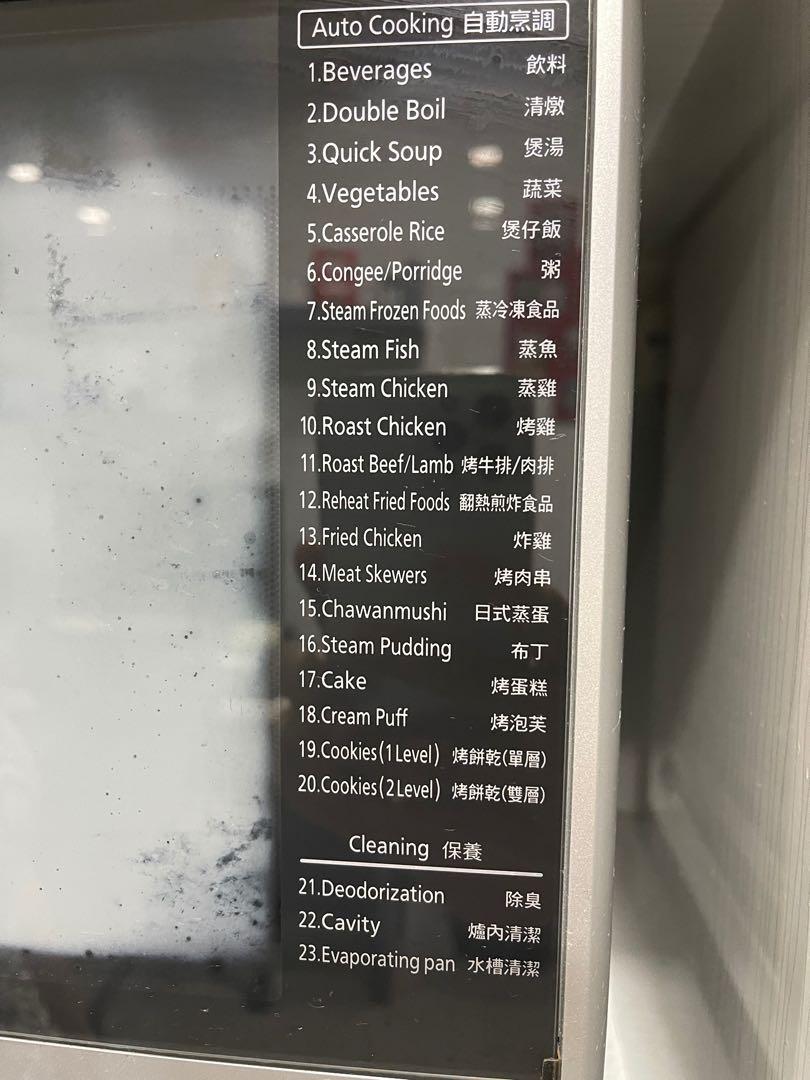 Auto Cooking 自動烹調
1.Beverages 飲料
2.Double Boil 清燉
3.Quick Soup 煲湯
4.Vegetables 蔬菜
5.Casserole Rice 煲仔飯
6.Congee/Porridge 粥
7.Steam Frozen Foods 蒸冷凍食品
8.Steam Fish 蒸魚
9.Steam Chicken 蒸雞
10.Roast Chicken 烤雞
11.Roast Beef/Lamb 烤牛排/肉排
12.Reheat Fried Foods 翻熱煎炸食品
13.Fried Chicken 炸雞
14.Meat Skewers 烤肉串
15.Chawanmushi 日式蒸蛋
16.Steam Pudding 布丁
17.Cake 烤蛋糕
18.Cream Puff 烤泡芙
19.Cookies(1Level) 烤餅乾(單層)
20.Cookies(2Level) 烤餅乾(雙層)
Cleaning 保養
21.Deodorization 除臭
22.Cavity 爐內清潔
23.Evaporating pan 水槽清潔